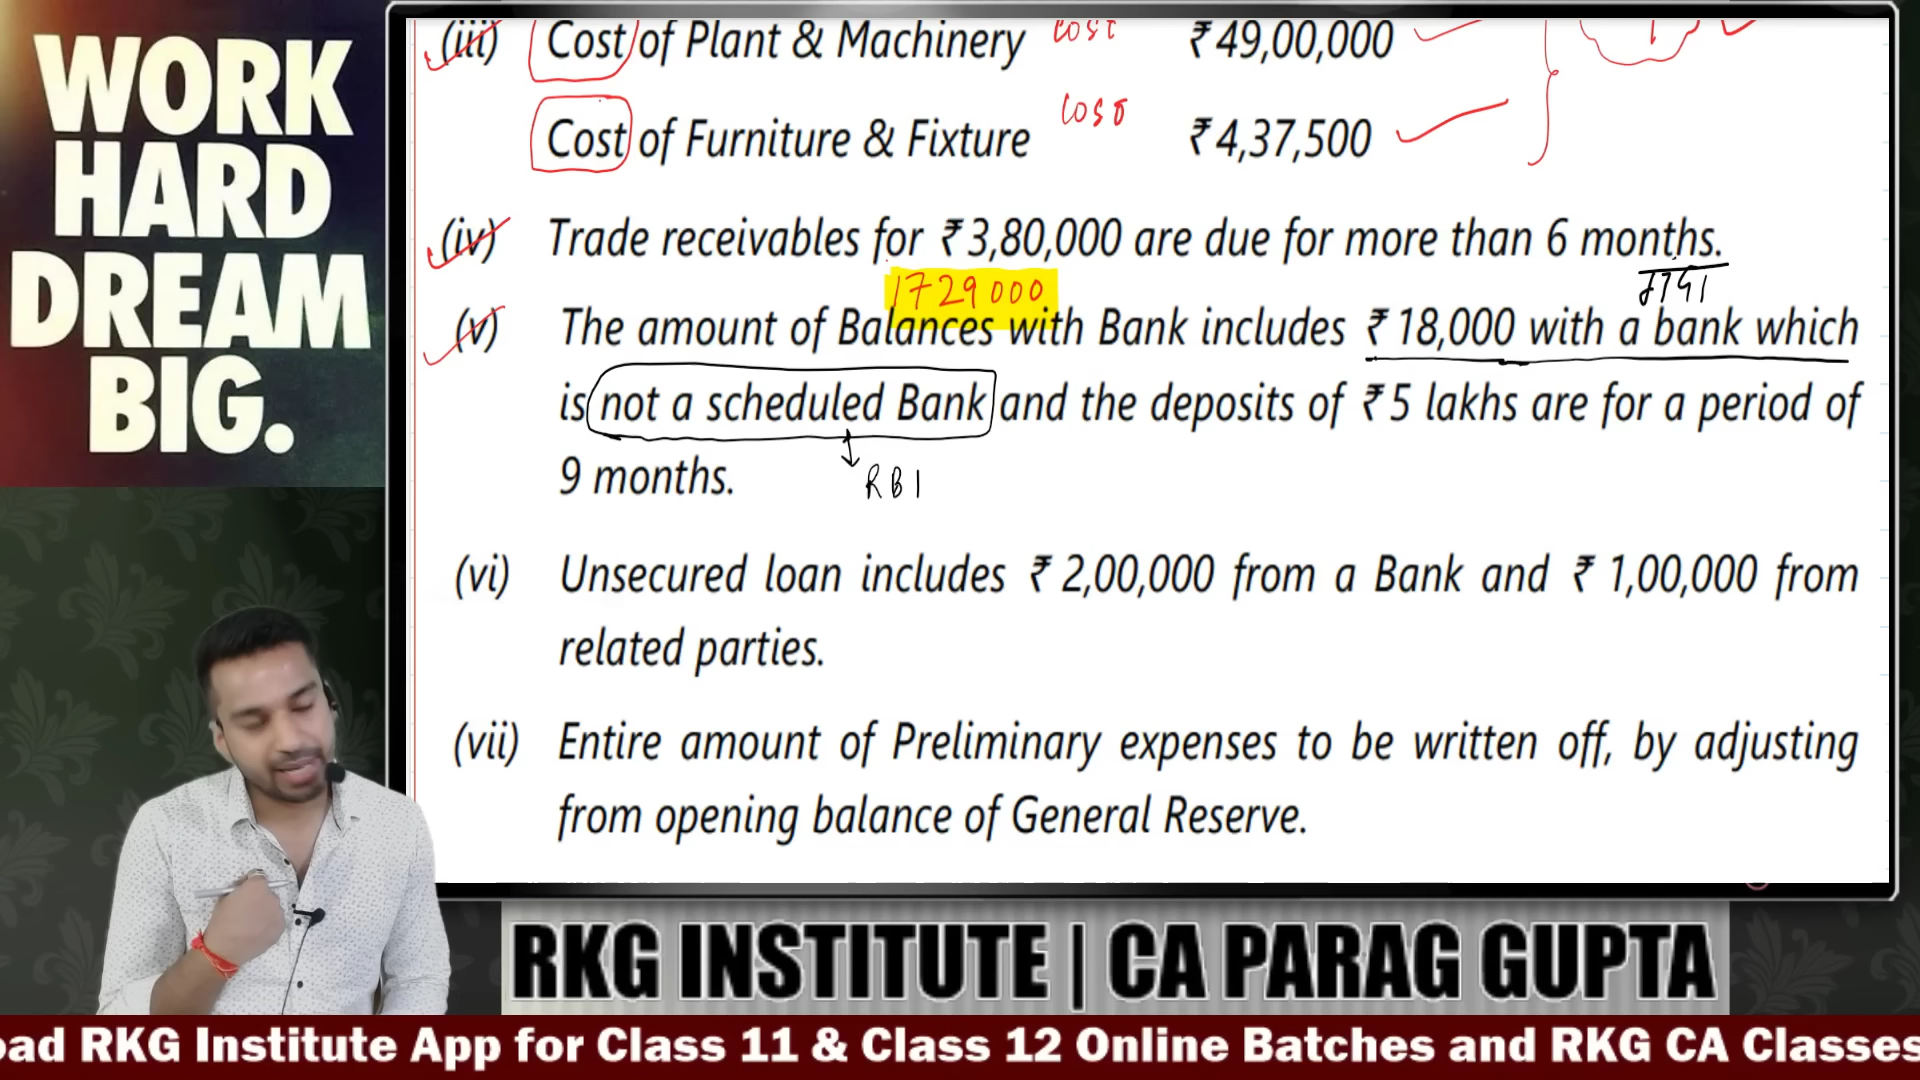 WORK
HARD
DREAM
BIG.
(iii) Cost of Plant & Machinery cost ₹49,00,000
Cost of Furniture & Fixture cost ₹4,37,500
(iv) Trade receivables for ₹3,80,000 are due for more than 6 months.
1729000
(v) The amount of Balances with Bank includes ₹18,000 with a bank which
is not a scheduled Bank and the deposits of ₹5 lakhs are for a period of
9 months.
RBI
(vi) Unsecured loan includes ₹2,00,000 from a Bank and ₹1,00,000 from
related parties.
(vii) Entire amount of Preliminary expenses to be written off, by adjusting
from opening balance of General Reserve.
RKG INSTITUTE | CA PARAG GUPTA
oad RKG Institute App for Class 11 & Class 12 Online Batches and RKG CA Classes